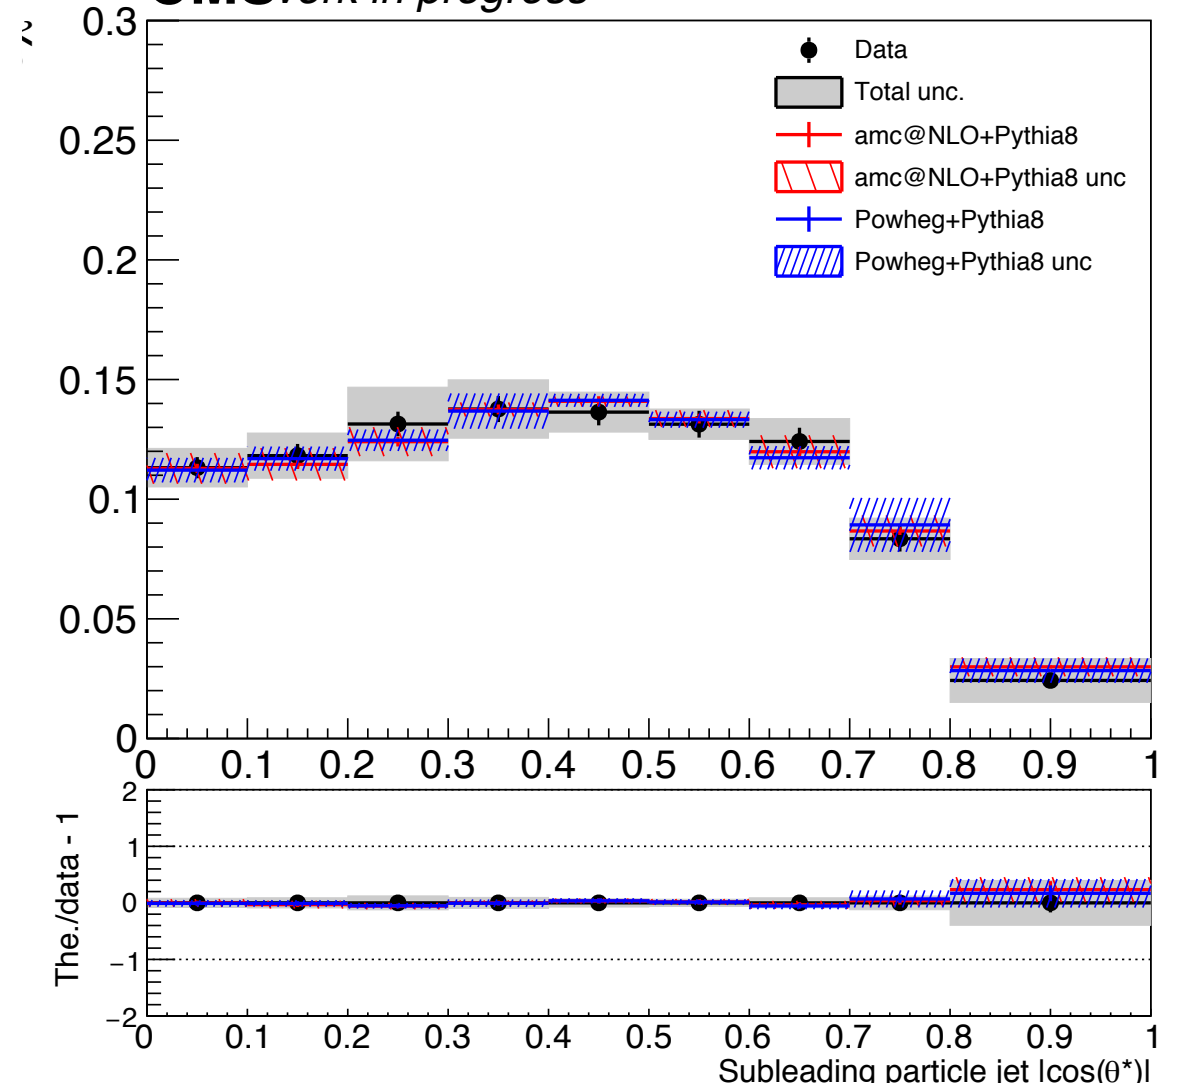 CMS Work in progress
0.3
Data
Total unc.
0.25
amc@NLO+Pythia8
amc@NLO+Pythia8 unc
Powheg+Pythia8
0.2
Powheg+Pythia8 unc
0.15
0.1
0.05
0
0 0.1 0.2 0.3 0.4 0.5 0.6 0.7 0.8 0.9 1
2
1
0
−1
−2
The./data - 1
0 0.1 0.2 0.3 0.4 0.5 0.6 0.7 0.8 0.9 1
Subleading particle jet |cos(θ*)|